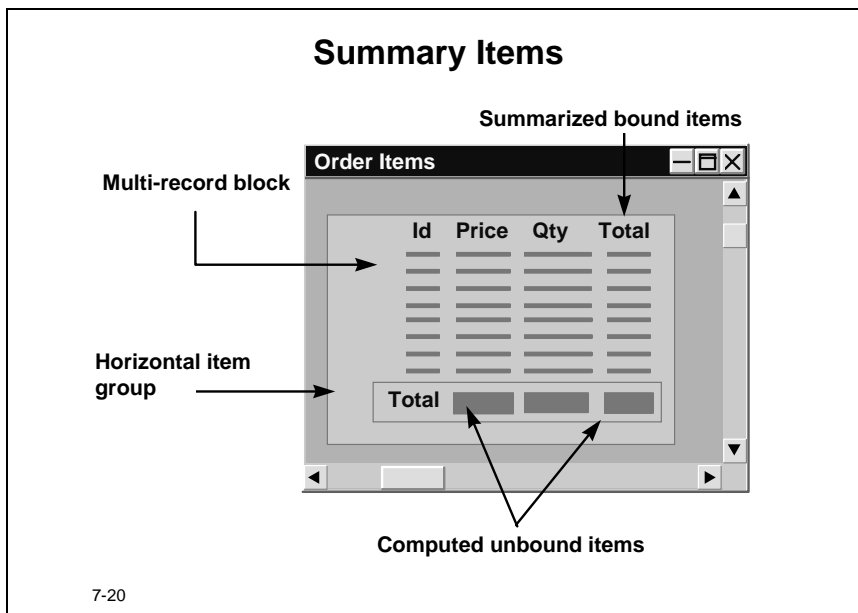 Summary Items
Summarized bound items
Order Items
Multi-record block
Id Price Qty Total
Horizontal item
group
Total
Computed unbound items
7-20